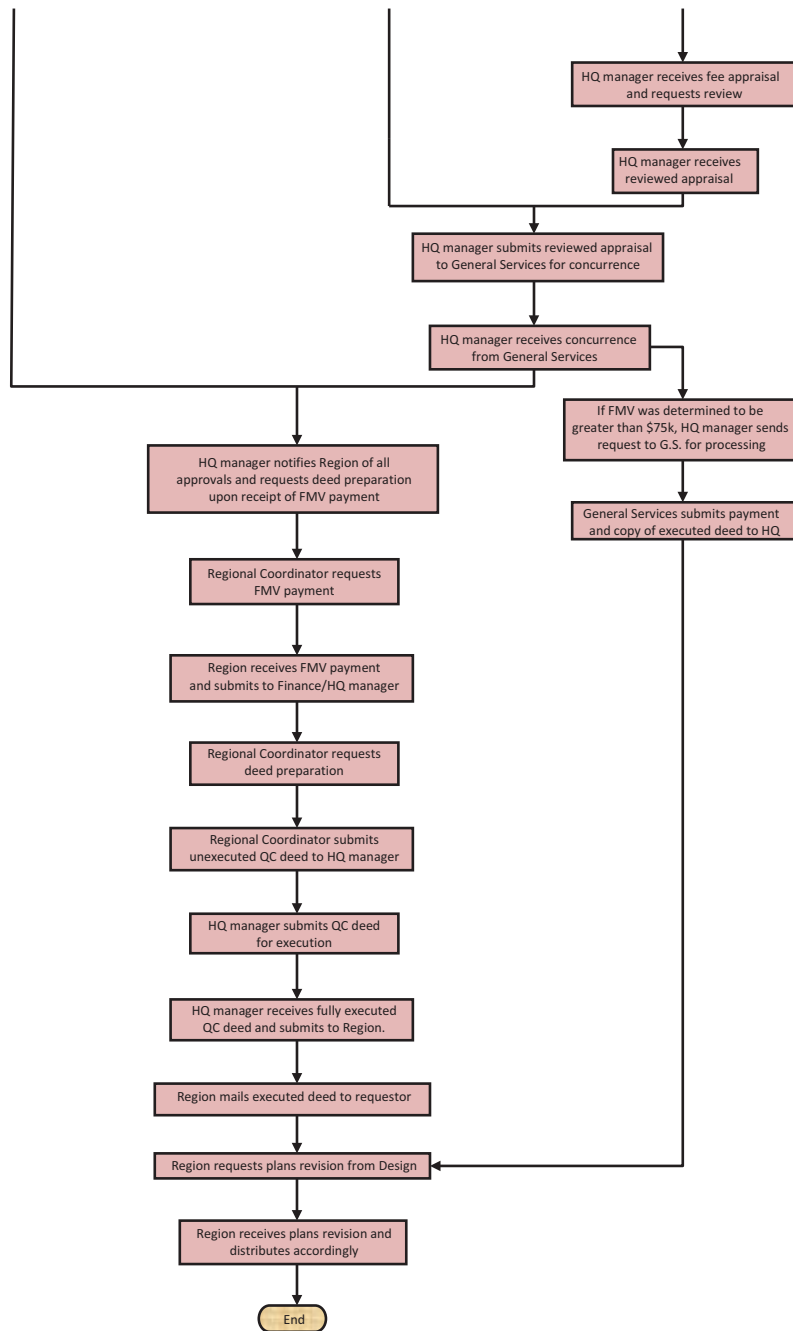 HQ manager receives fee appraisal
and requests review
HQ manager receives
reviewed appraisal
HQ manager submits reviewed appraisal
to General Services for concurrence
HQ manager receives concurrence
from General Services
If FMV was determined to be
greater than $75k, HQ manager sends
request to G.S. for processing
HQ manager notifies Region of all
approvals and requests deed preparation
upon receipt of FMV payment
General Services submits payment
and copy of executed deed to HQ
Regional Coordinator requests
FMV payment
Region receives FMV payment
and submits to Finance/HQ manager
Regional Coordinator requests
deed preparation
Regional Coordinator submits
unexecuted QC deed to HQ manager
HQ manager submits QC deed
for execution
HQ manager receives fully executed
QC deed and submits to Region.
Region mails executed deed to requestor
Region requests plans revision from Design
Region receives plans revision and
distributes accordingly
End